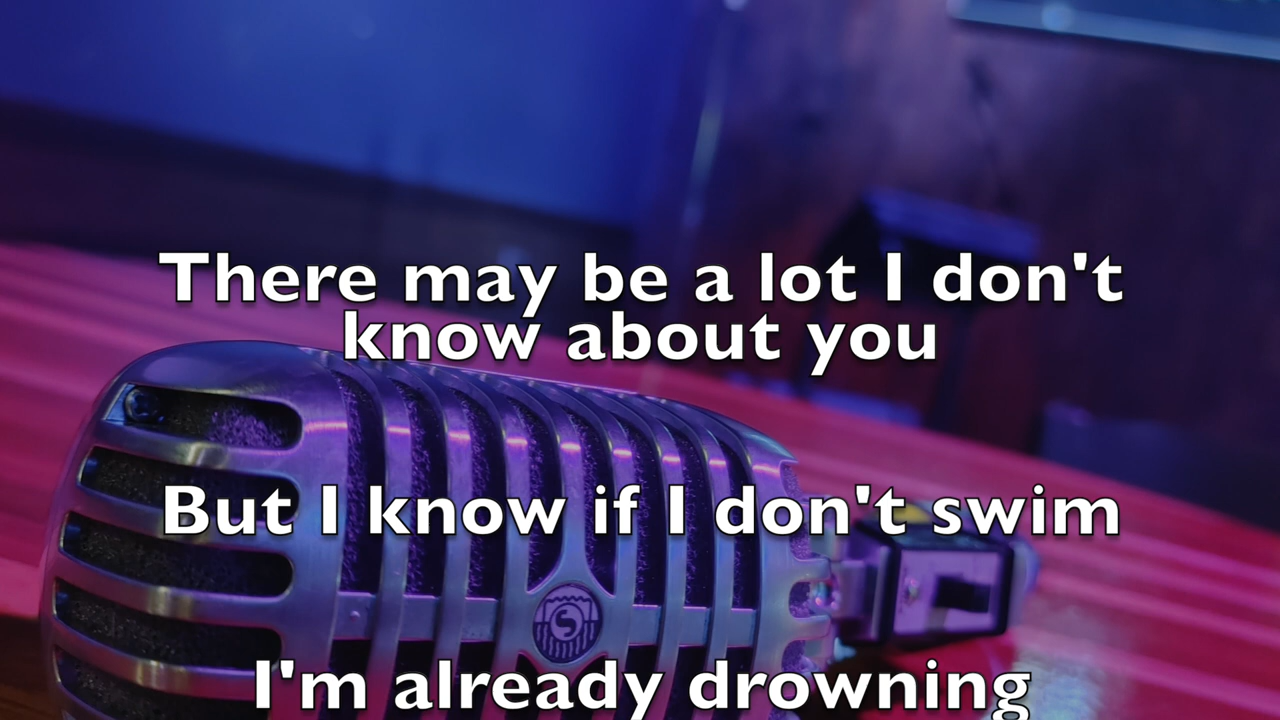 There may be a lot I don't
know about you
But I know if I don't swim
I'm already drowning